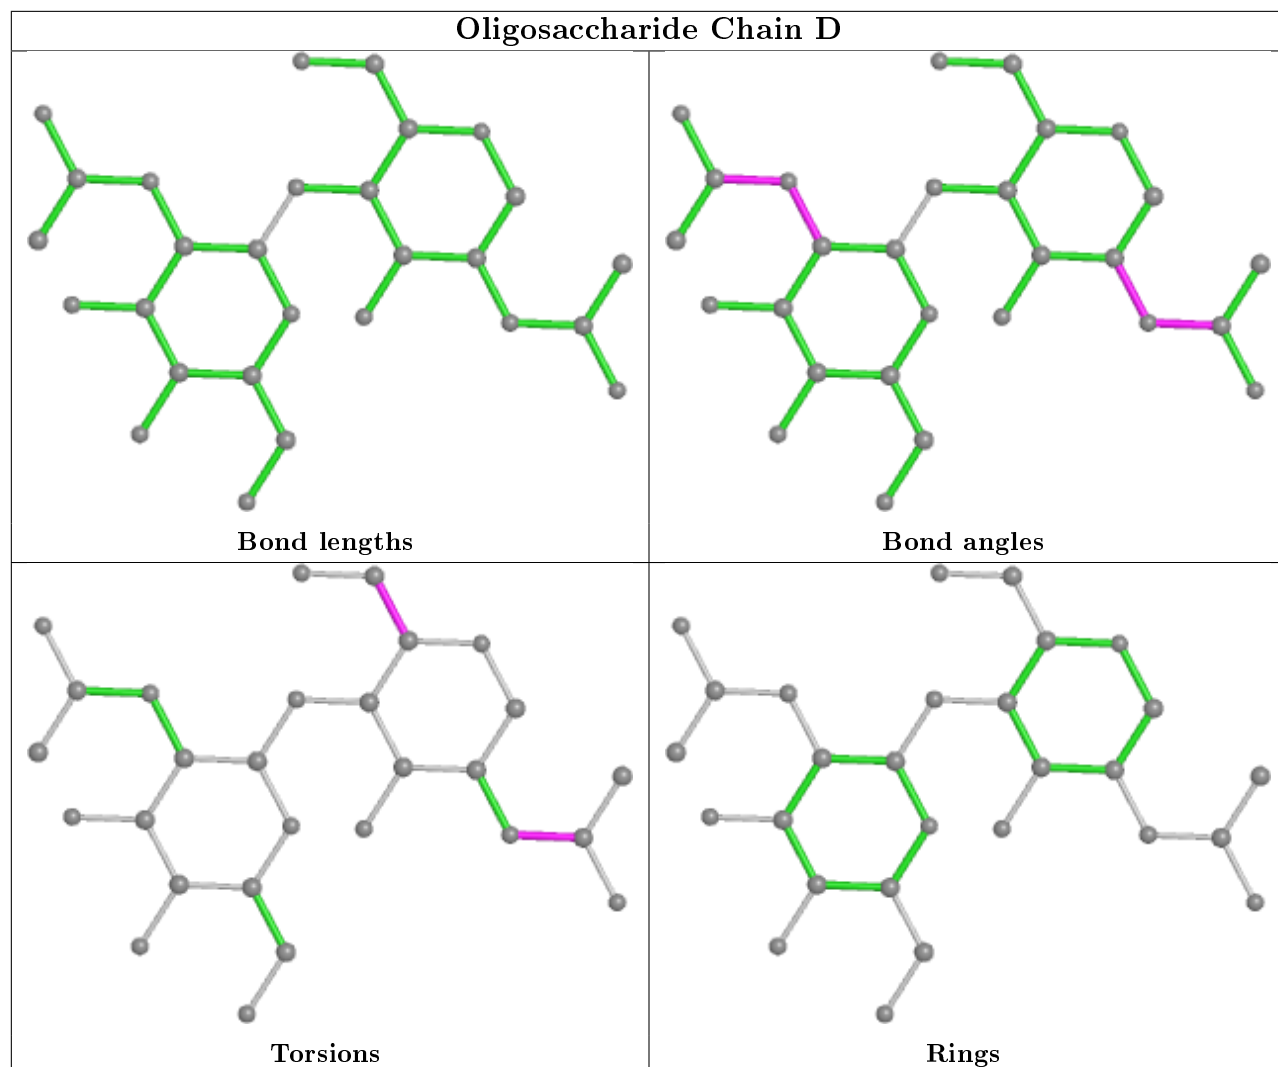 Oligosaccharide Chain D
Bond lengths
Bond angles
Torsions
Rings